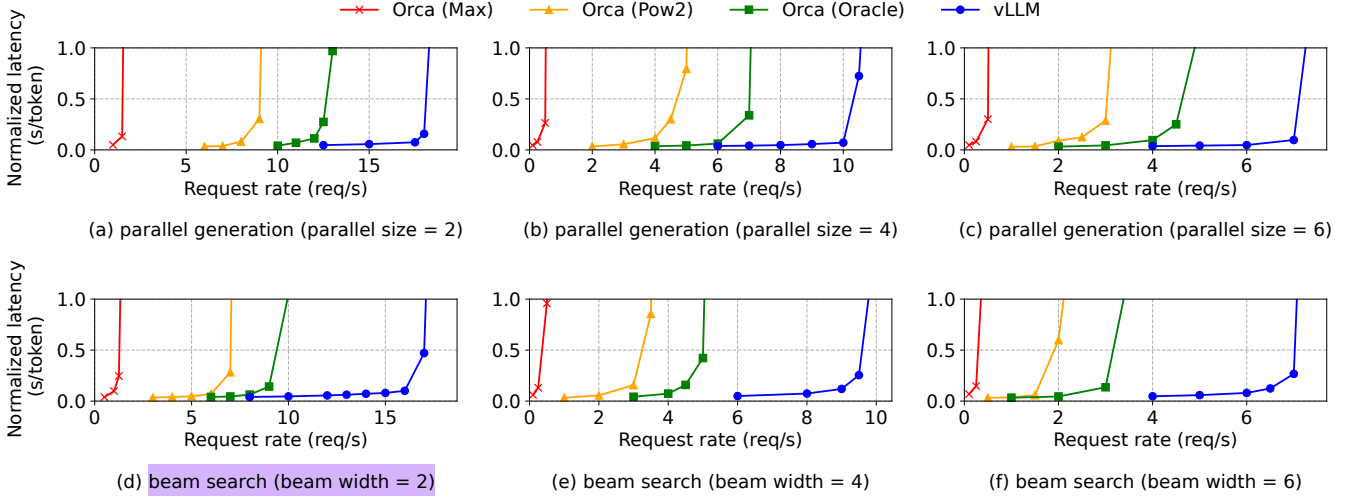 Orca (Max) Orca (Pow2) Orca (Oracle) vLLM
Normalized latency
(s/token)
1.0
0.5
0.0
0 5 10 15
Request rate (req/s)
(a) parallel generation (parallel size = 2)
1.0
0.5
0.0
0 2 4 6 8 10
Request rate (req/s)
(b) parallel generation (parallel size = 4)
1.0
0.5
0.0
0 2 4 6
Request rate (req/s)
(c) parallel generation (parallel size = 6)
Normalized latency
(s/token)
1.0
0.5
0.0
0 5 10 15
Request rate (req/s)
(d) beam search (beam width = 2)
1.0
0.5
0.0
0 2 4 6 8 10
Request rate (req/s)
(e) beam search (beam width = 4)
1.0
0.5
0.0
0 2 4 6
Request rate (req/s)
(f) beam search (beam width = 6)